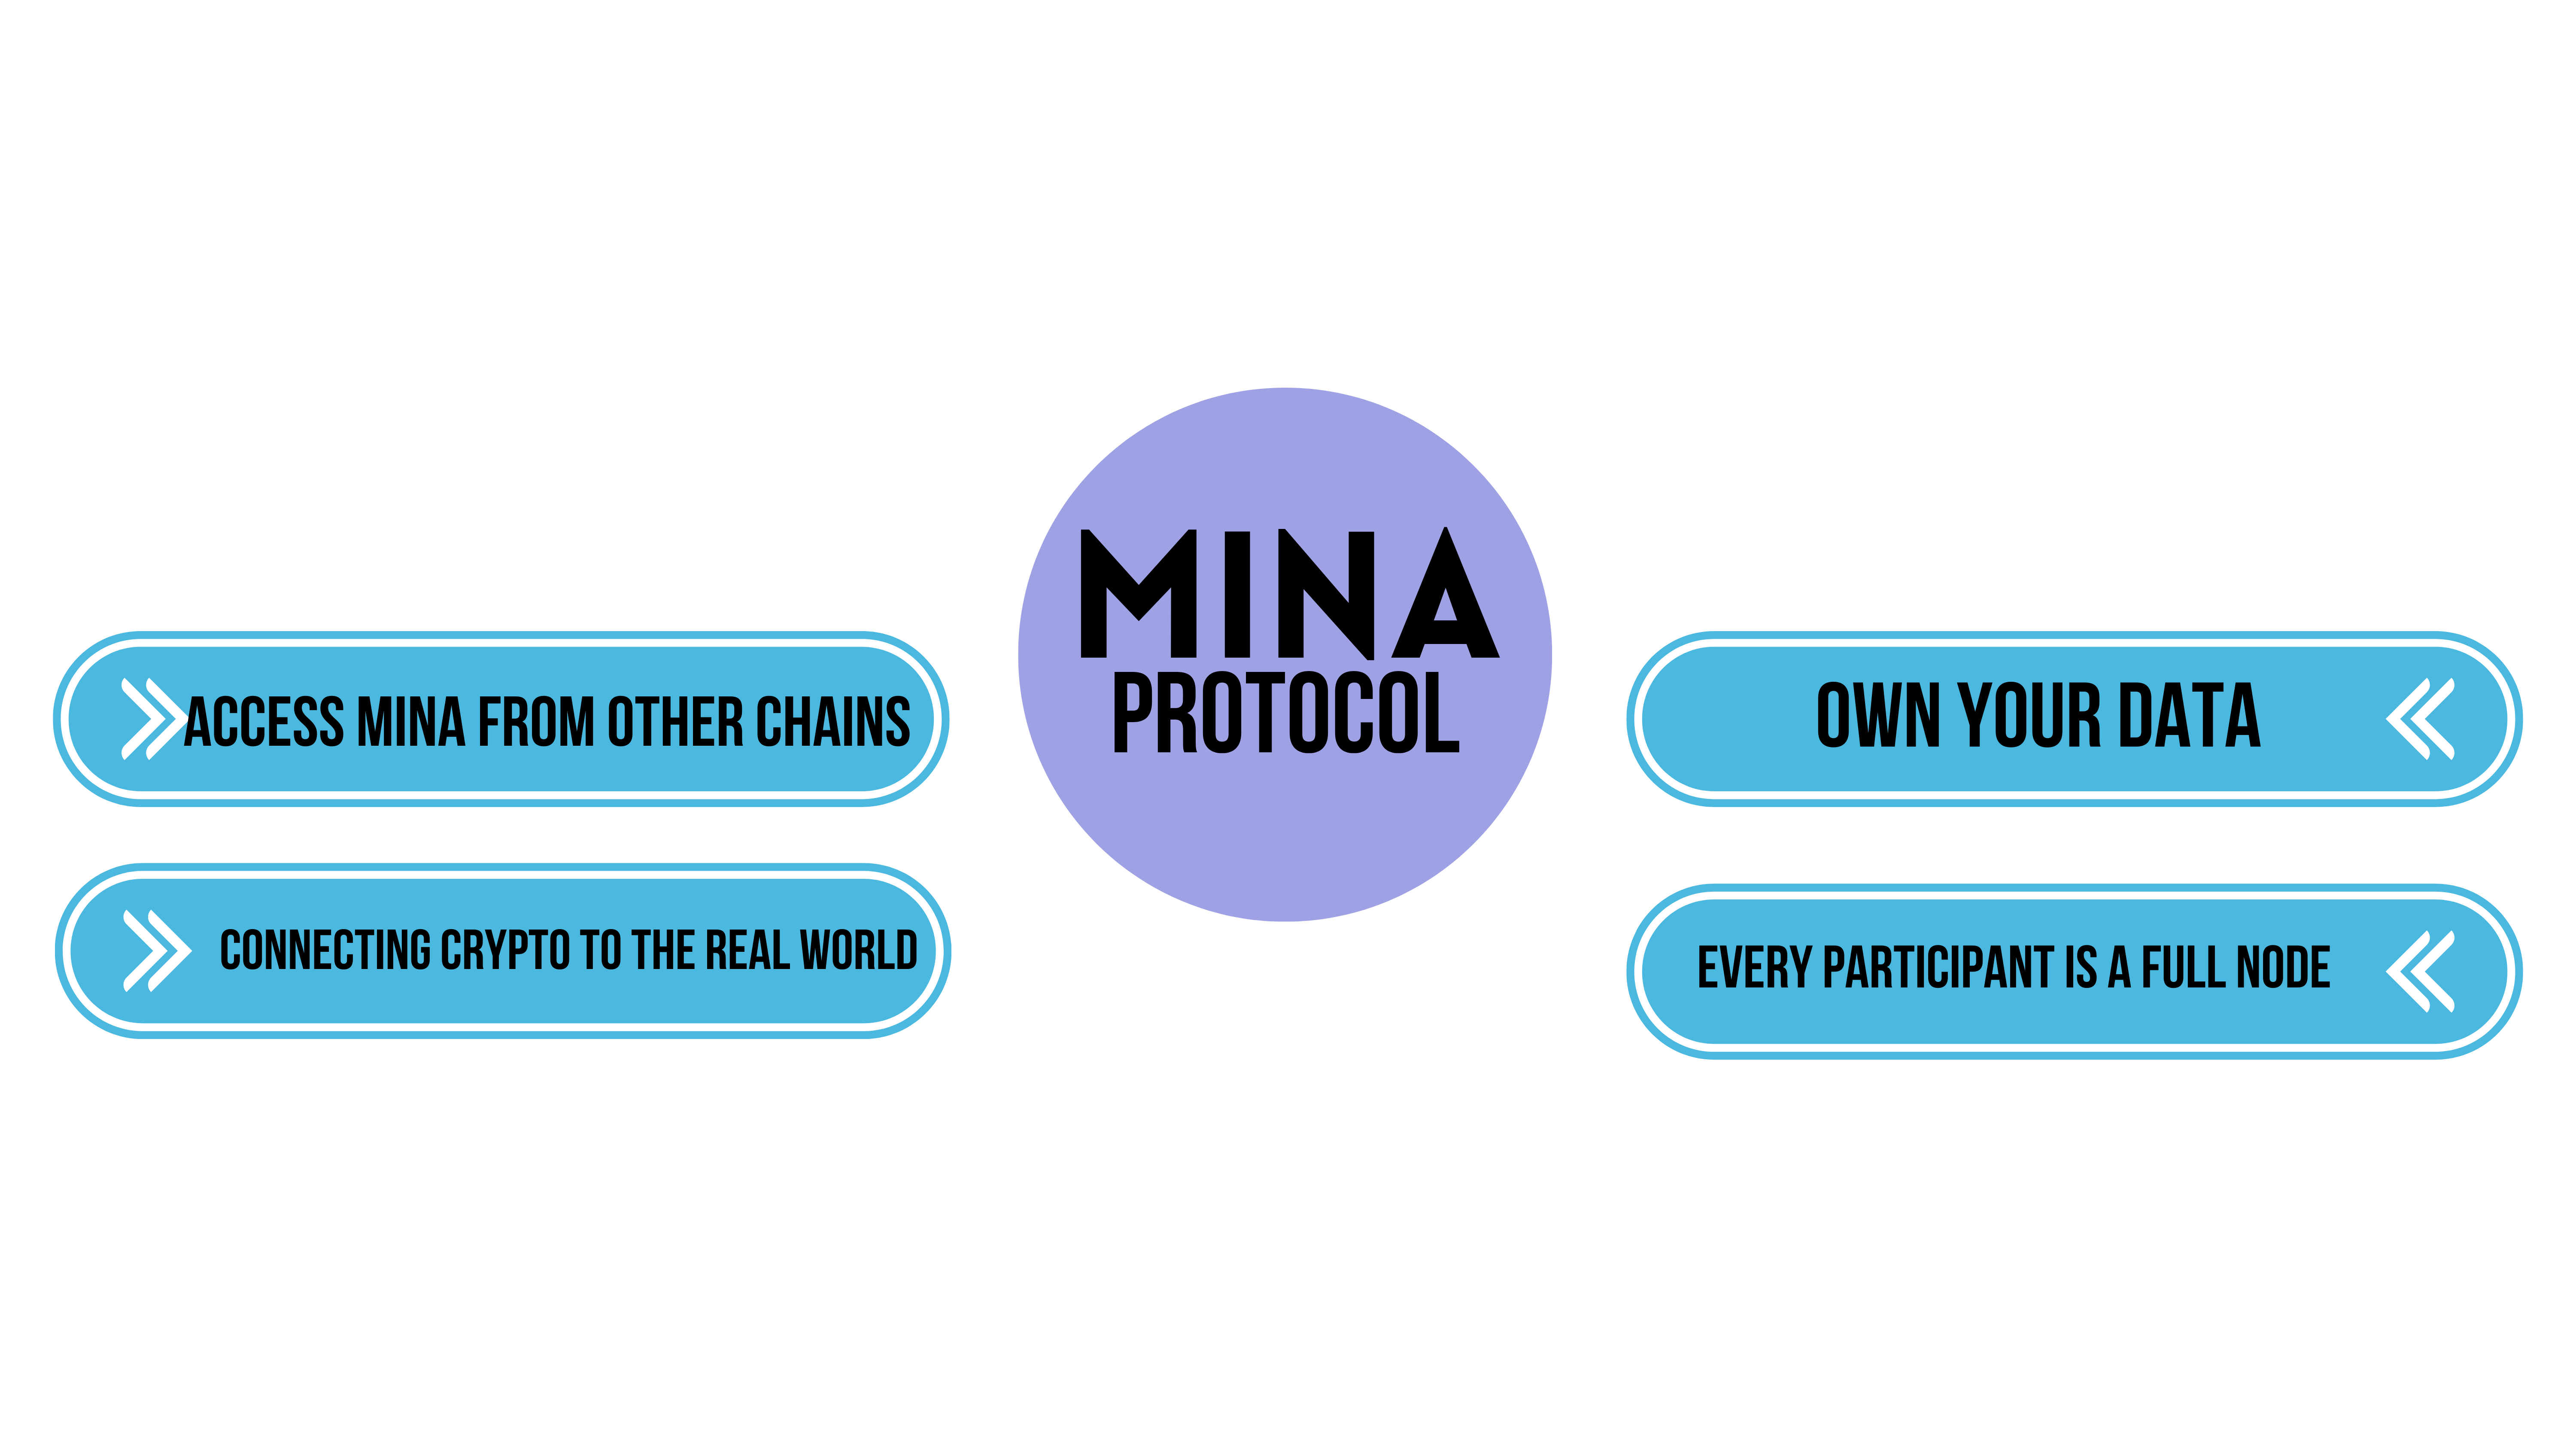 MINA
PROTOCOL
ACCESS MINA FROM OTHER CHAINS
OWN YOUR DATA
CONNECTING CRYPTO TO THE REAL WORLD
EVERY PARTICIPANT IS A FULL NODE